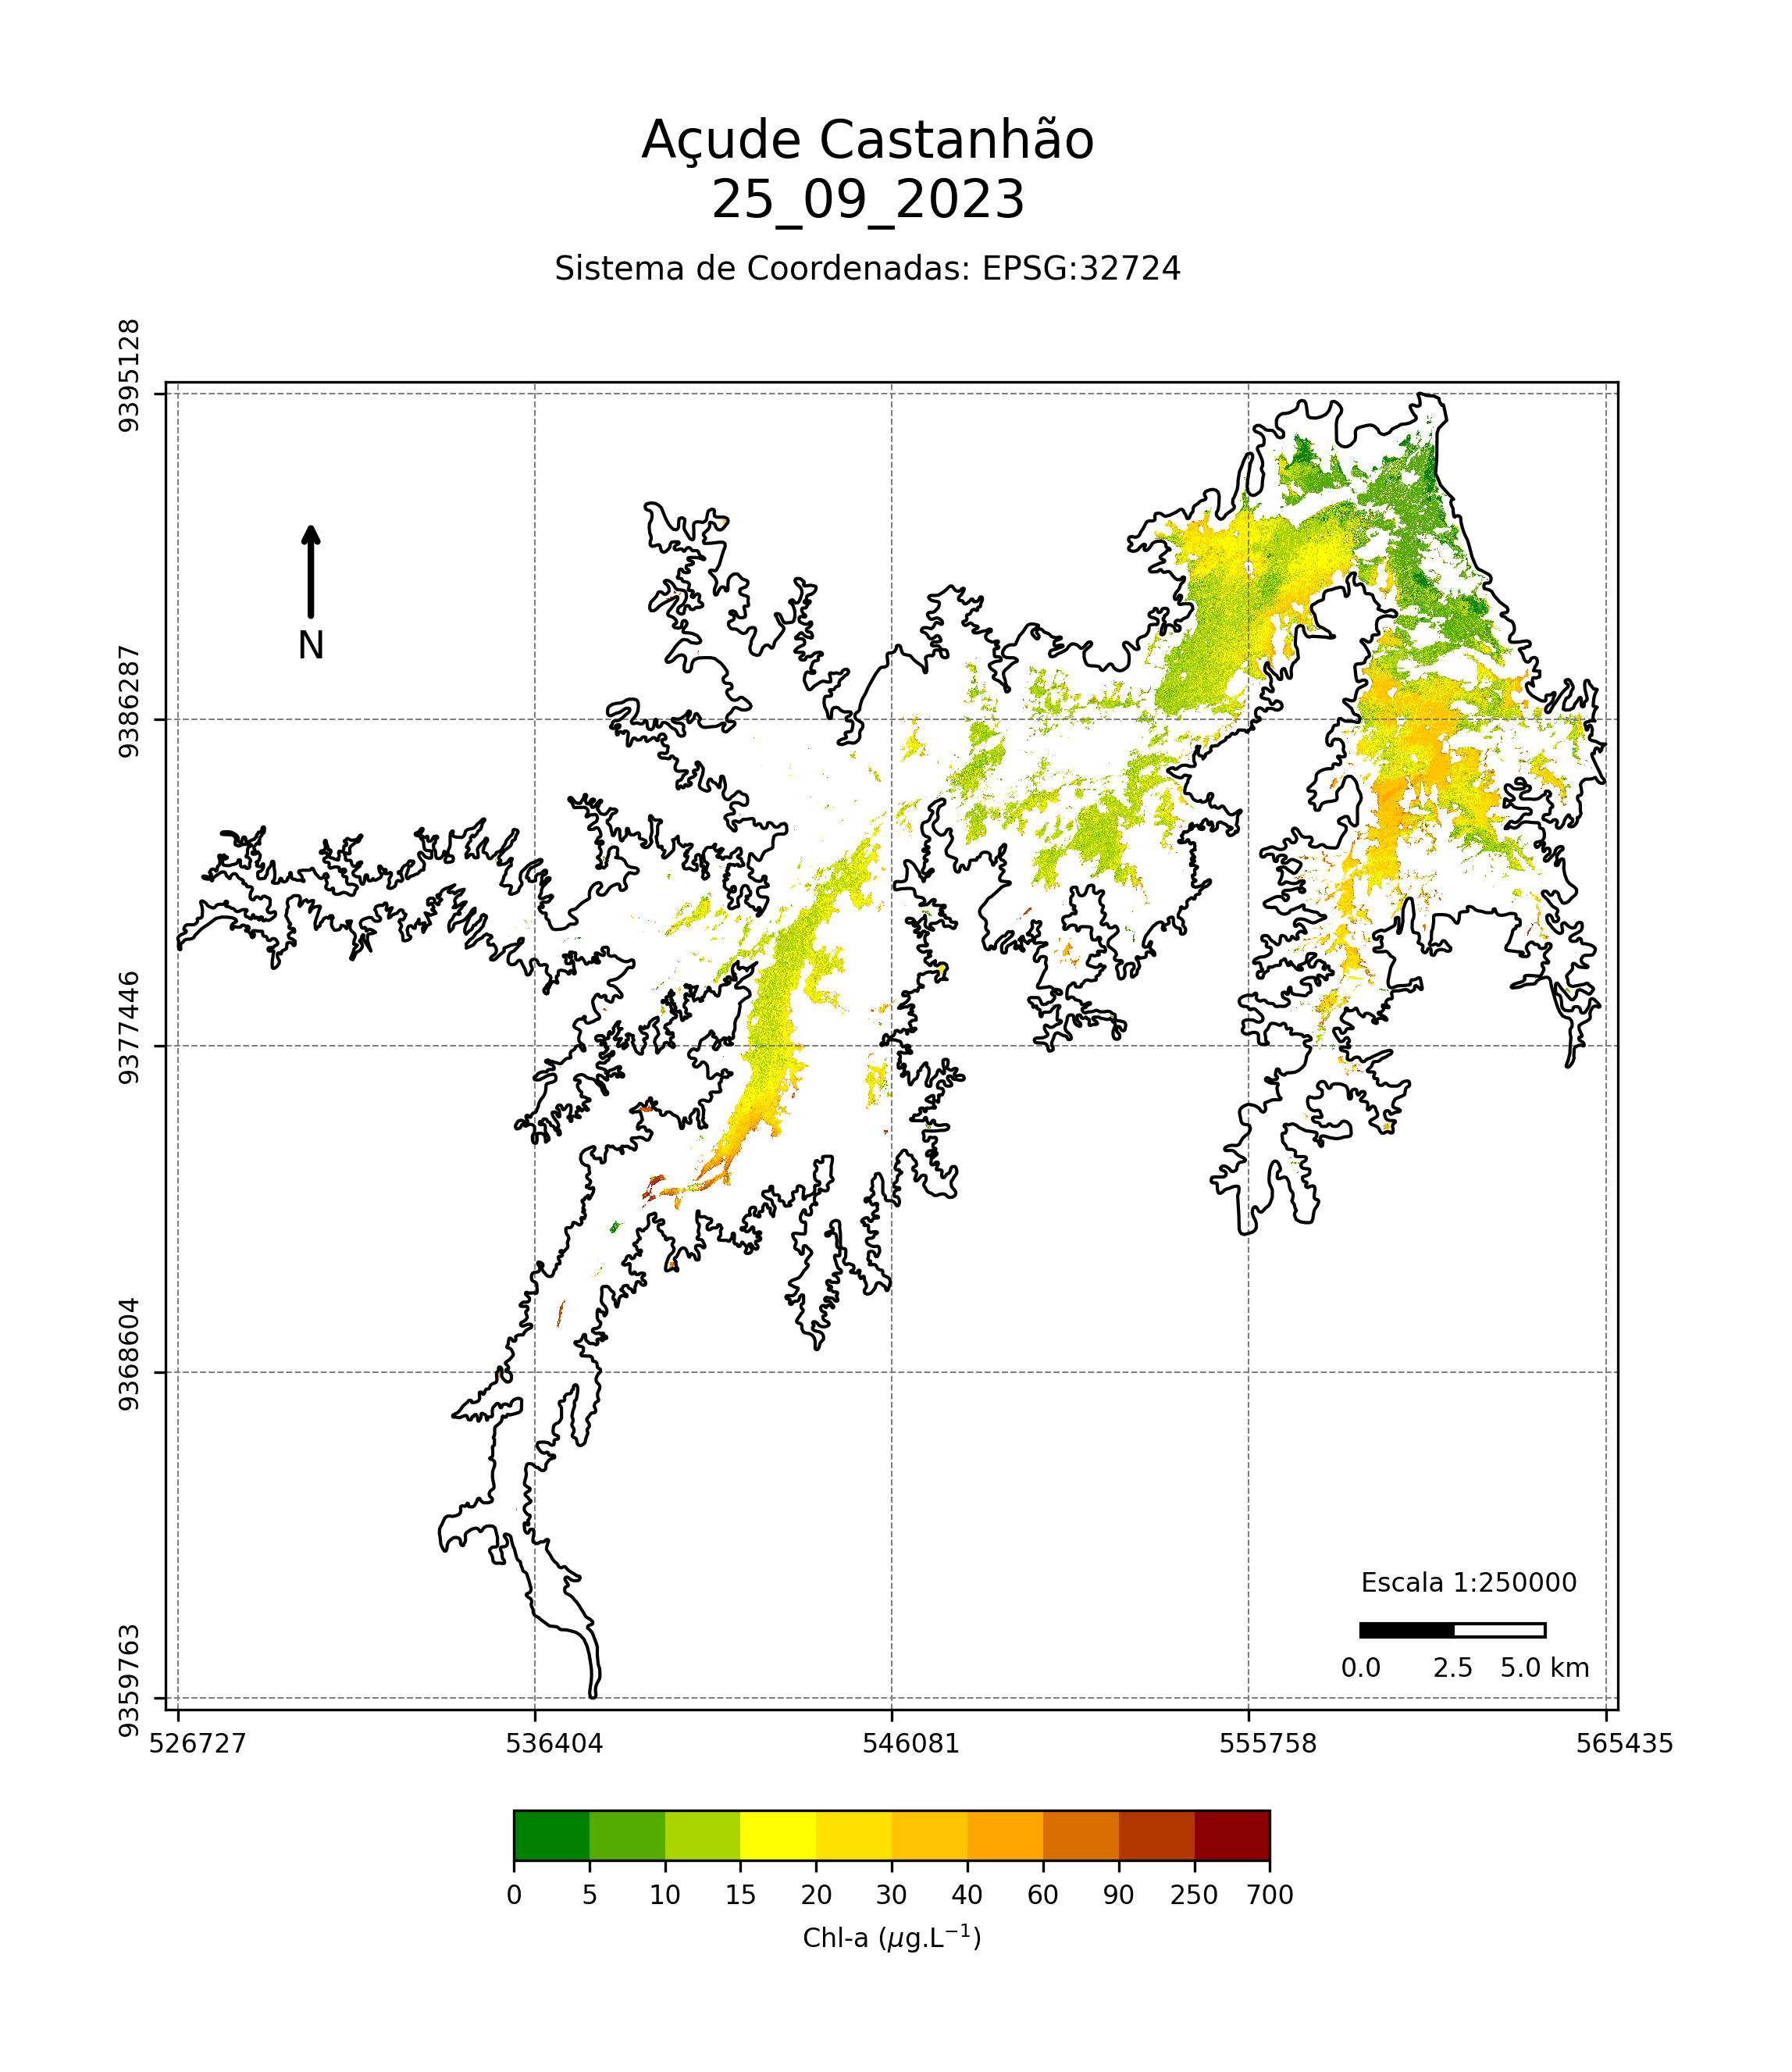 Açude Castanhão
25_09_2023
Sistema de Coordenadas: EPSG:32724
9395128
9386287
9377446
9368604
9359763
N
Escala 1:250000
0.0 2.5 5.0 km
526727 536404 546081 555758 565435
0 5 10 15 20 30 40 60 90 250 700
Chl-a (μg.L⁻¹)